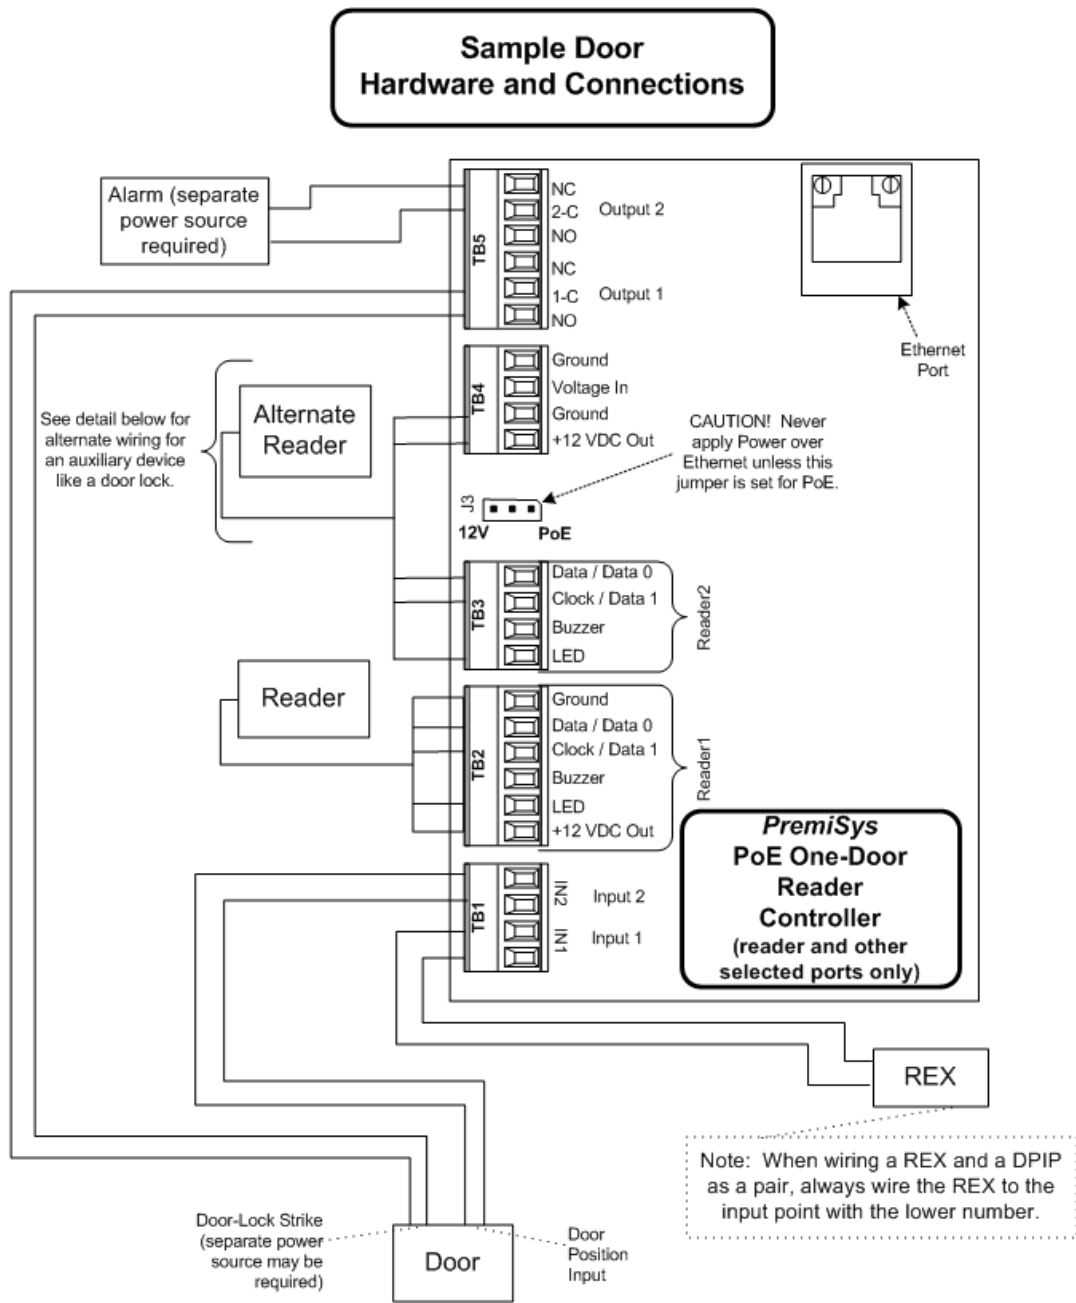 Sample Door
Hardware and Connections
Alarm (separate
power source
required)
TB5
NC
2-C
Output 2
NO
NC
1-C
Output 1
NO
Ethernet
Port
TB4
Ground
Voltage In
Ground
+12 VDC Out
See detail below for
alternate wiring for
an auxiliary device
like a door lock.
Alternate
Reader
CAUTION! Never
apply Power over
Ethernet unless this
jumper is set for PoE.
J3
12V
PoE
TB3
Data / Data 0
Clock / Data 1
Buzzer
LED
Reader2
Reader
TB2
Ground
Data / Data 0
Clock / Data 1
Buzzer
LED
+12 VDC Out
Reader1
PremiSys
PoE One-Door
Reader
Controller
(reader and other
selected ports only)
TB1
IN2
Input 2
IN1
Input 1
REX
Note: When wiring a REX and a DPIP
as a pair, always wire the REX to the
input point with the lower number.
Door-Lock Strike
(separate power
source may be
required)
Door
Door
Position
Input